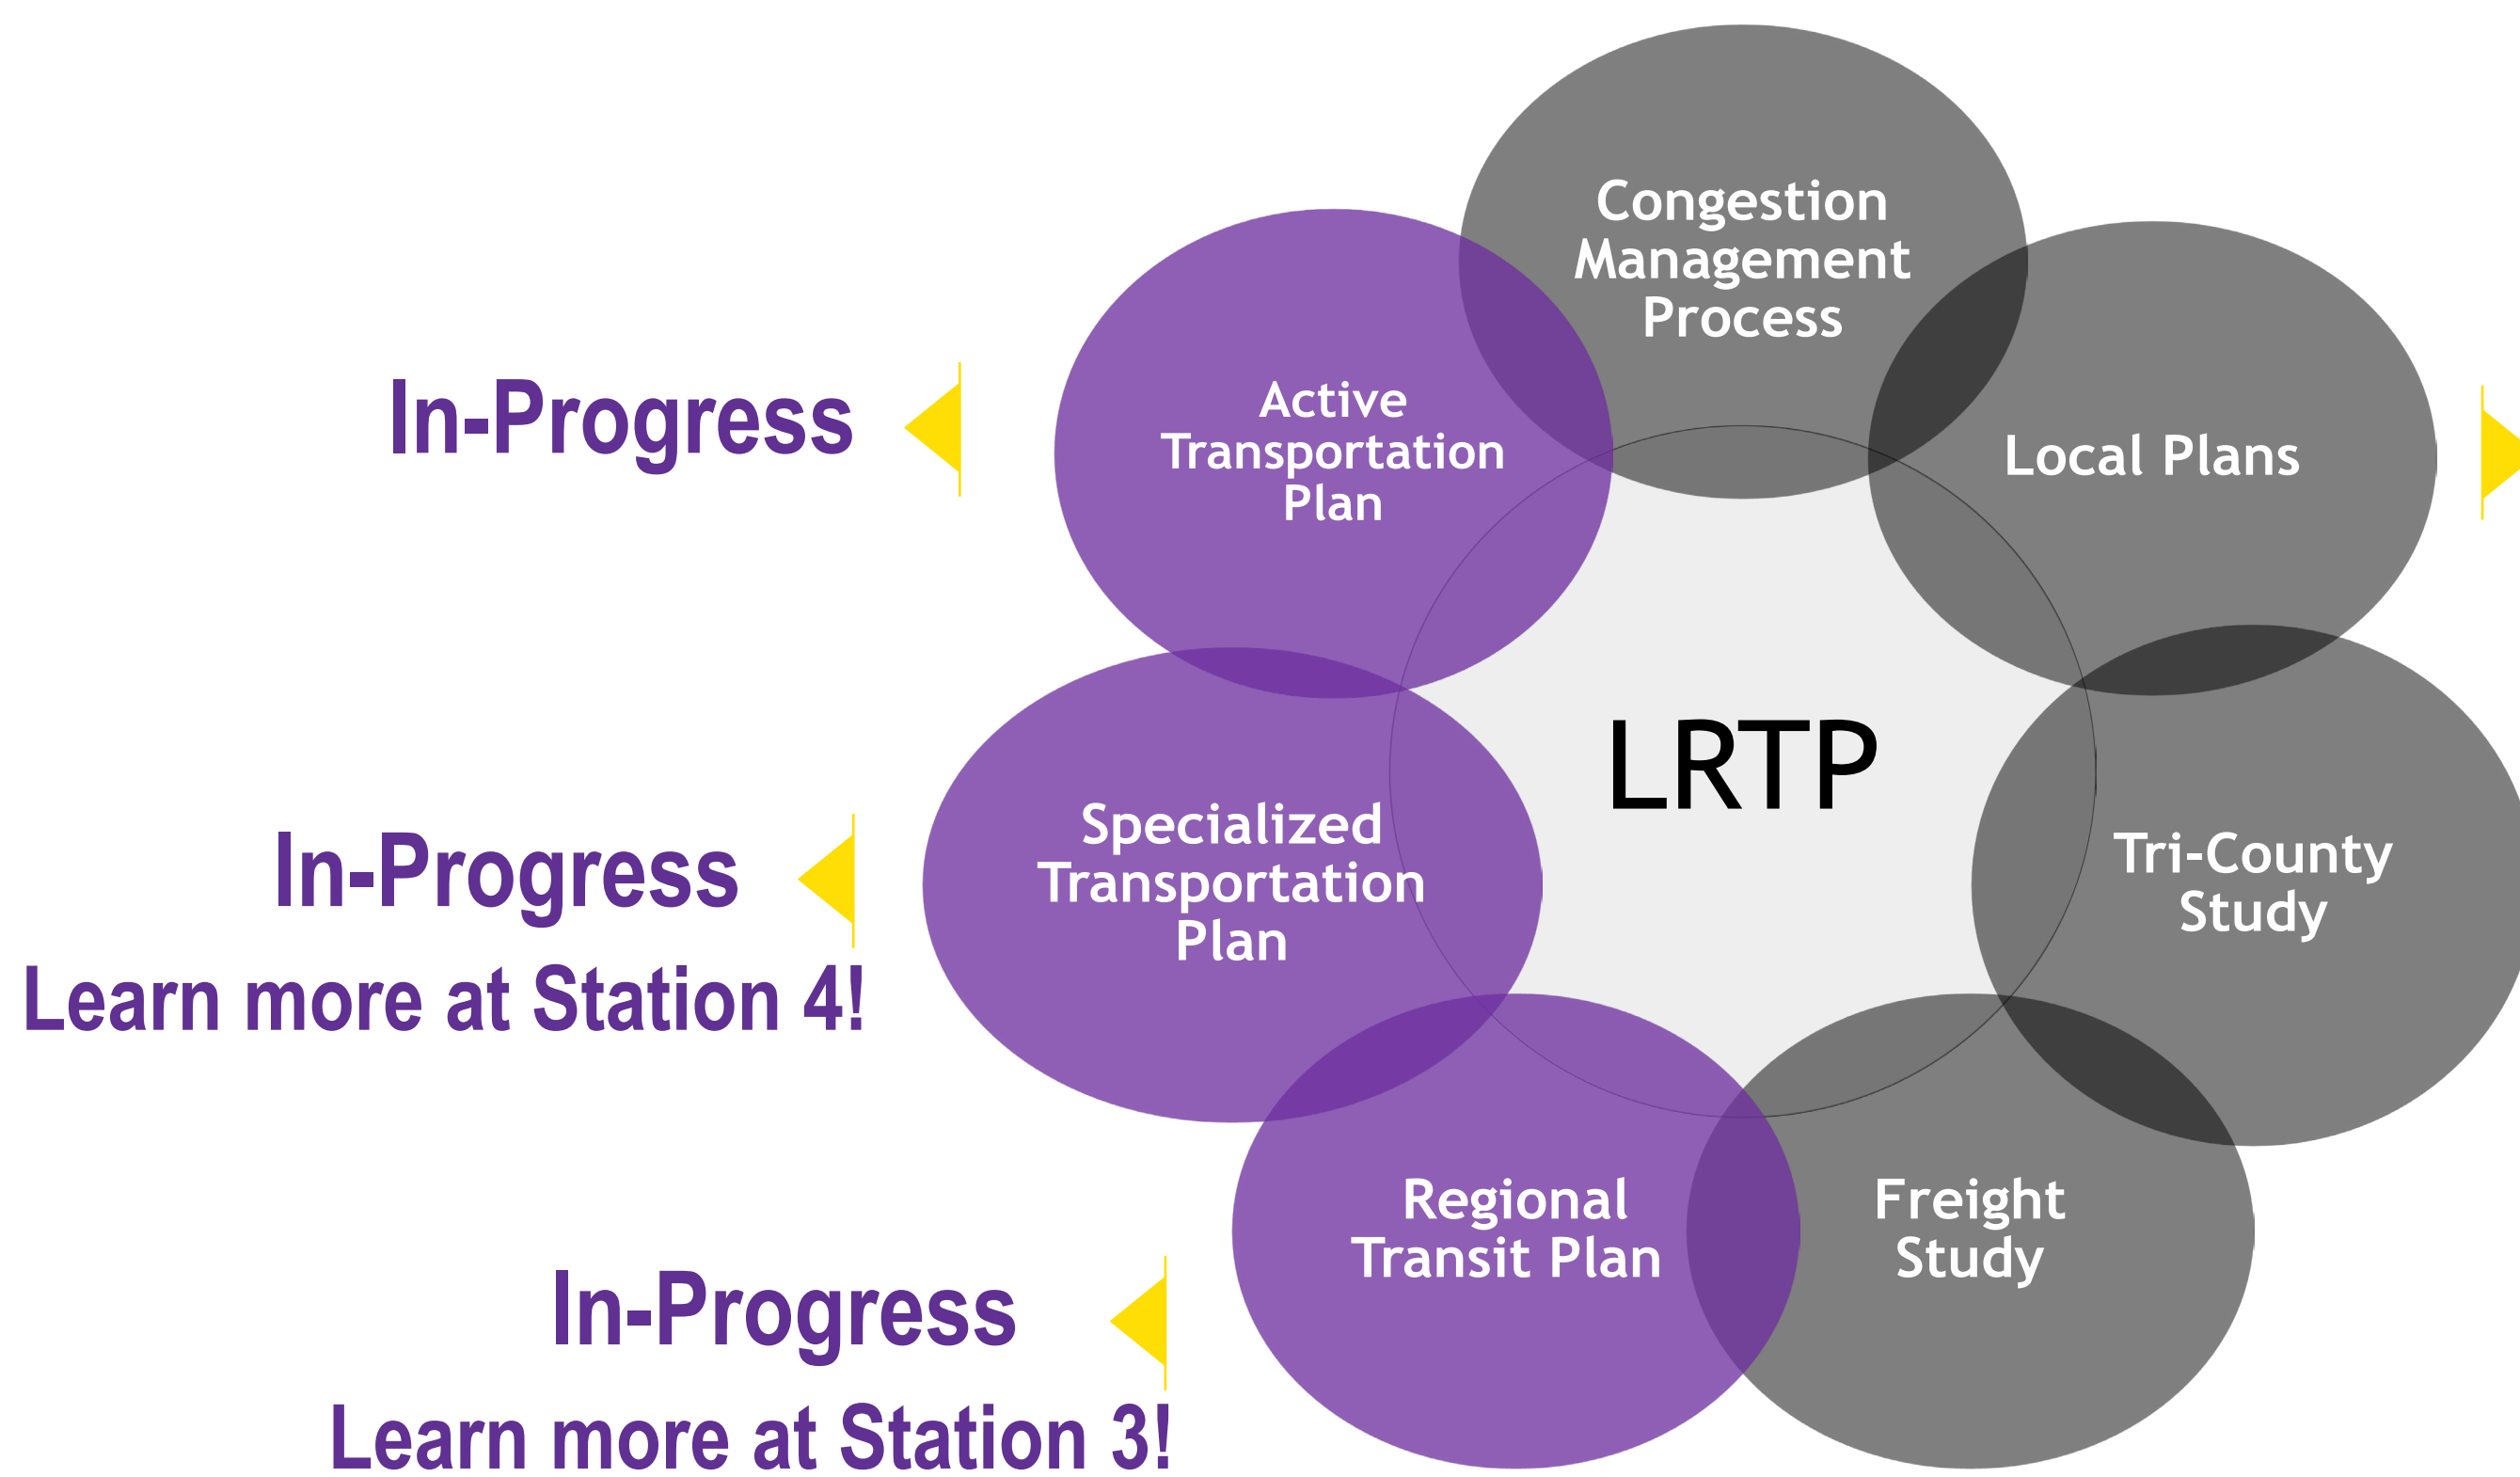 Congestion
Management
Process
Active
Transportation
Plan
Local Plans
In-Progress
LRTP
Specialized
Transportation
Plan
Tri-County
Study
In-Progress
Learn more at Station 4!
Regional
Transit Plan
Freight
Study
In-Progress
Learn more at Station 3!